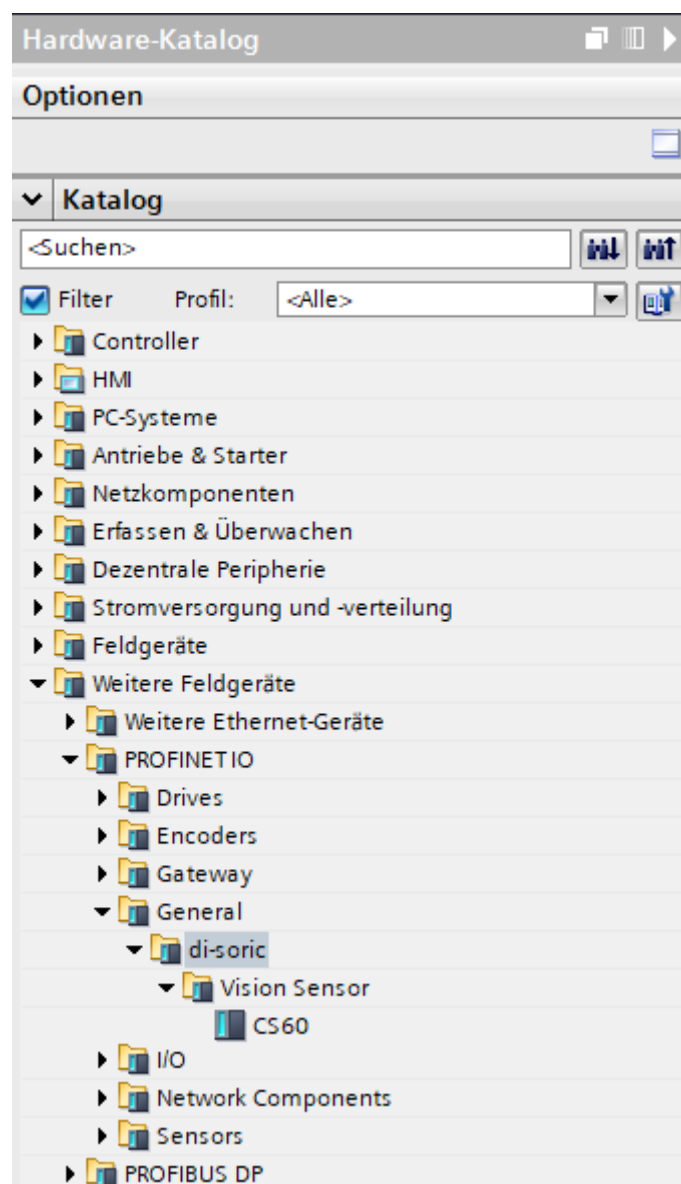 Hardware-Katalog
Optionen
Katalog
<Suchen>
Filter Profil: <Alle>
Controller
HMI
PC-Systeme
Antriebe & Starter
Netzkomponenten
Erfassen & Überwachen
Dezentrale Peripherie
Stromversorgung und -verteilung
Feldgeräte
Weitere Feldgeräte
Weitere Ethernet-Geräte
PROFINET IO
Drives
Encoders
Gateway
General
di-soric
Vision Sensor
CS60
I/O
Network Components
Sensors
PROFIBUS DP